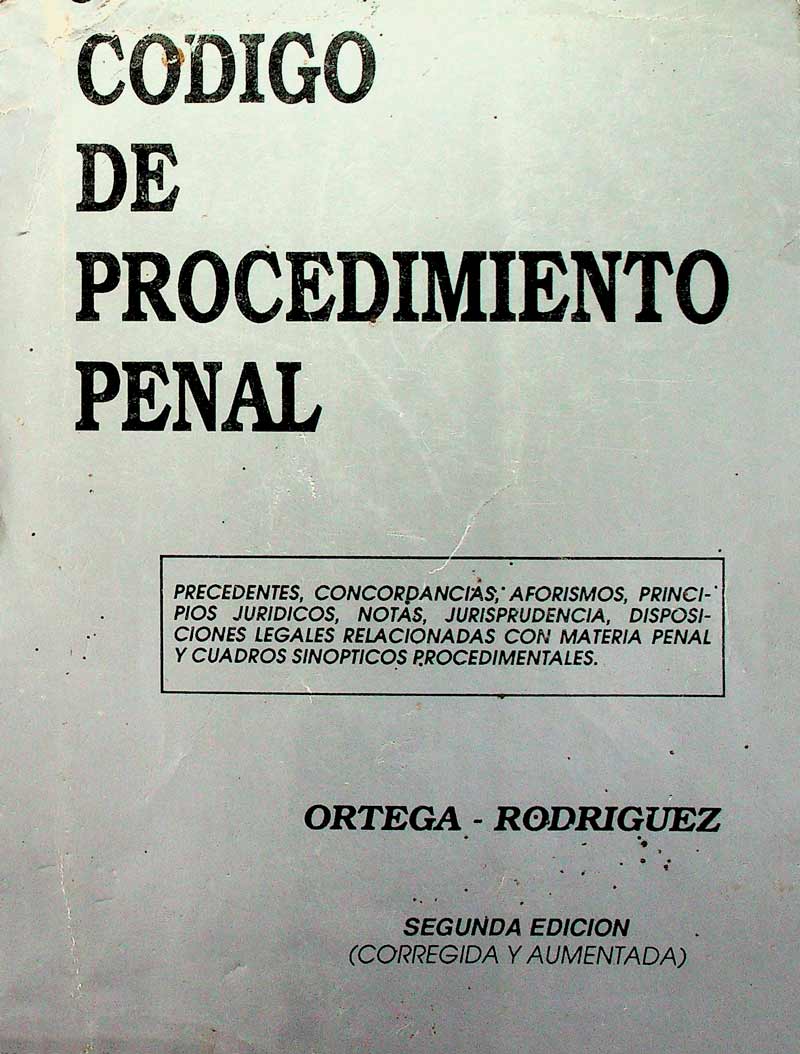 CODIGO
DE
PROCEDIMIENTO
PENAL
PRECEDENTES, CONCORDANCIAS, AFORISMOS, PRINCI-
PIOS JURIDICOS, NOTAS, JURISPRUDENCIA, DISPOSI-
CIONES LEGALES RELACIONADAS CON MATERIA PENAL
Y CUADROS SINOPTICOS PROCEDIMENTALES.
ORTEGA - RODRIGUEZ
SEGUNDA EDICION
(CORREGIDA Y AUMENTADA)